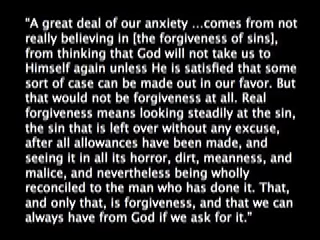 "A great deal of our anxiety ...comes from not
really believing in [the forgiveness of sins],
from thinking that God will not take us to
Himself again unless He is satisfied that some
sort of case can be made out in our favor. But
that would not be forgiveness at all. Real
forgiveness means looking steadily at the sin,
the sin that is left over without any excuse,
after all allowances have been made, and
seeing it in all its horror, dirt, meanness, and
malice, and nevertheless being wholly
reconciled to the man who has done it. That,
and only that, is forgiveness, and that we can
always have from God if we ask for it."